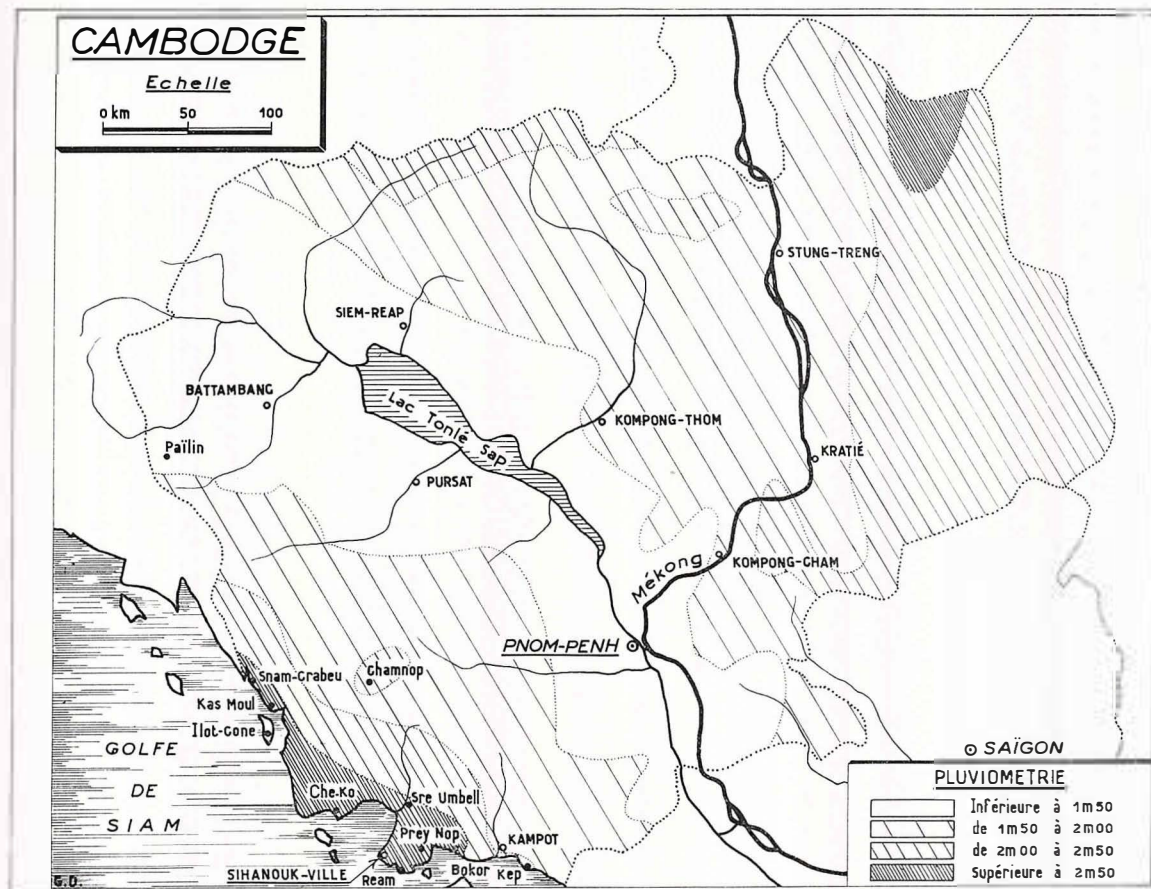 CAMBODGE
Echelle
0 km 50 100
STUNG-TRENG
SIEM-REAP
BATTAMBANG
Lac Tonlé Sap
KOMPONG-THOM
Païlin
KRATIÉ
PURSAT
Mékong
KOMPONG-CHAM
PNOM-PENH
Snam-Crabeu
Chamnop
Kas Moul
Ilot-Cone
GOLFE
DE
SIAM
SAÏGON
Che-Ko
Sre Umbell
Prey Nop
KAMPOT
SIHANOUK-VILLE
Ream
Bokor
Kep
G.D.
PLUVIOMETRIE
Inférieure à 1m50
de 1m50 à 2m00
de 2m00 à 2m50
Supérieure à 2m50